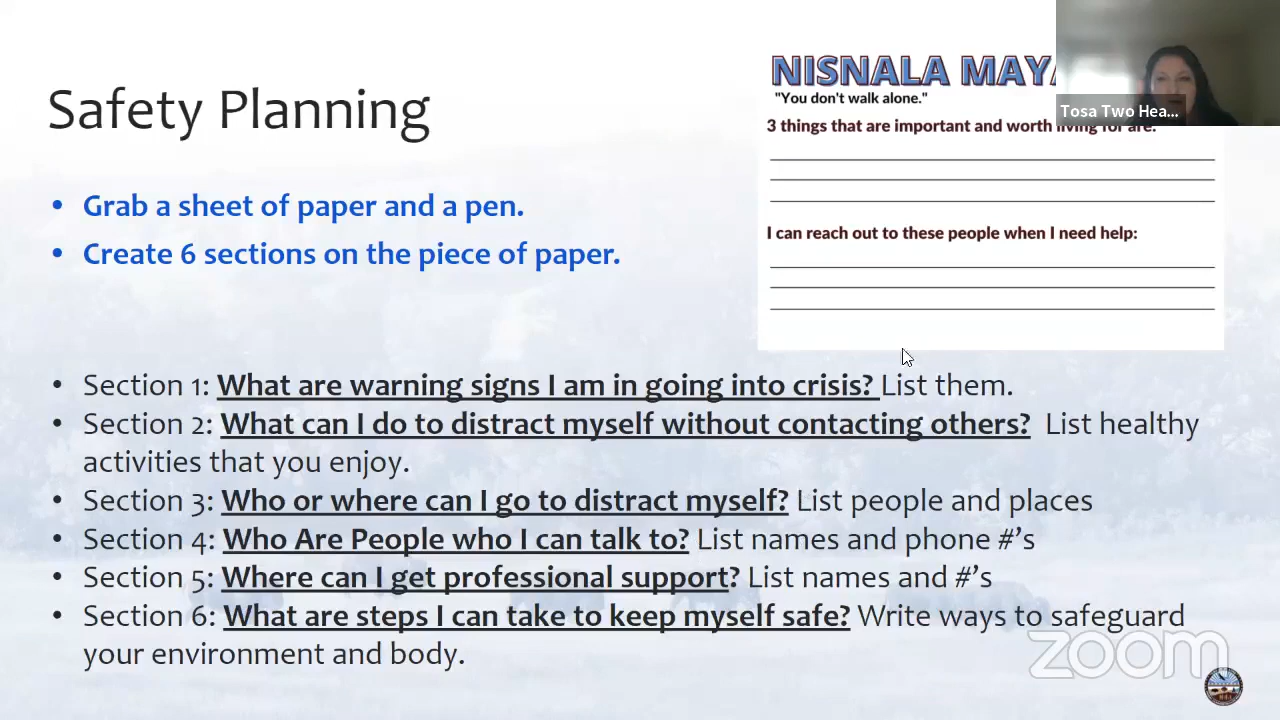 Safety Planning
• Grab a sheet of paper and a pen.
• Create 6 sections on the piece of paper.
NISNALA MAYA
"You don't walk alone."
3 things that are important and worth living for are:
I can reach out to these people when I need help:
Tosa Two Hea...
• Section 1: What are warning signs I am in going into crisis? List them.
• Section 2: What can I do to distract myself without contacting others? List healthy
activities that you enjoy.
• Section 3: Who or where can I go to distract myself? List people and places
• Section 4: Who Are People who I can talk to? List names and phone #’s
• Section 5: Where can I get professional support? List names and #’s
• Section 6: What are steps I can take to keep myself safe? Write ways to safeguard
your environment and body.
zoom